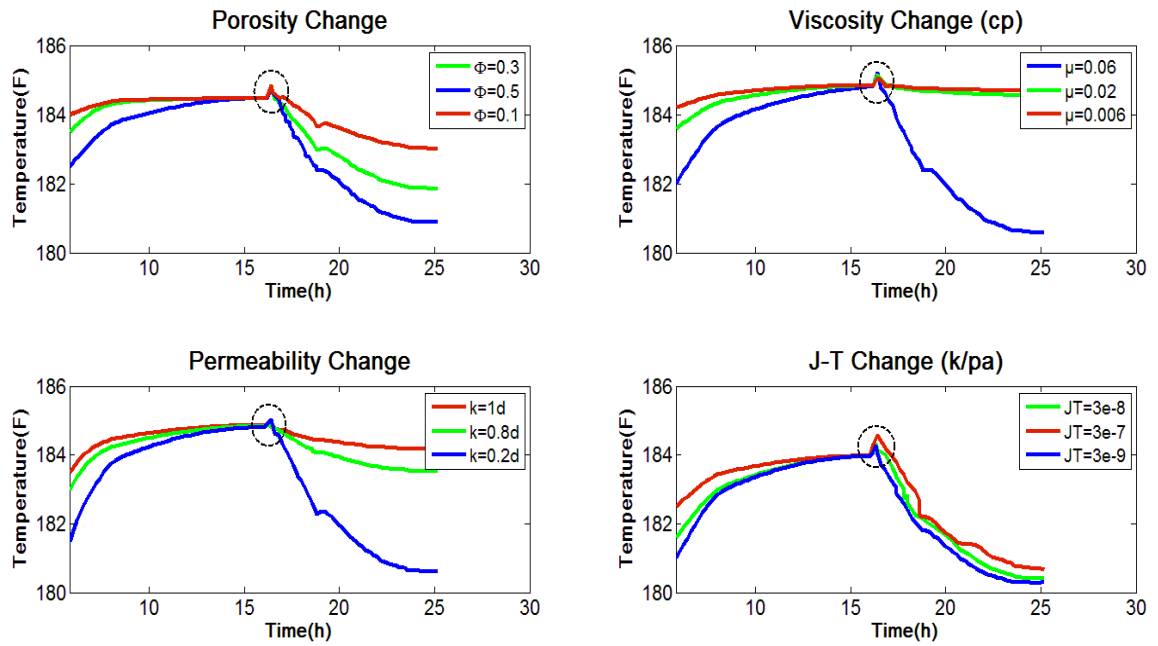 Porosity Change
186
184
182
180
Temperature(F)
10
15
20
25
30
Time(h)
Φ=0.3
Φ=0.5
Φ=0.1
Viscosity Change (cp)
186
184
182
180
Temperature(F)
10
15
20
25
30
Time(h)
μ=0.06
μ=0.02
μ=0.006
Permeability Change
186
184
182
180
Temperature(F)
10
15
20
25
30
Time(h)
k=1d
k=0.8d
k=0.2d
J-T Change (k/pa)
186
184
182
180
Temperature(F)
10
15
20
25
30
Time(h)
JT=3e-8
JT=3e-7
JT=3e-9